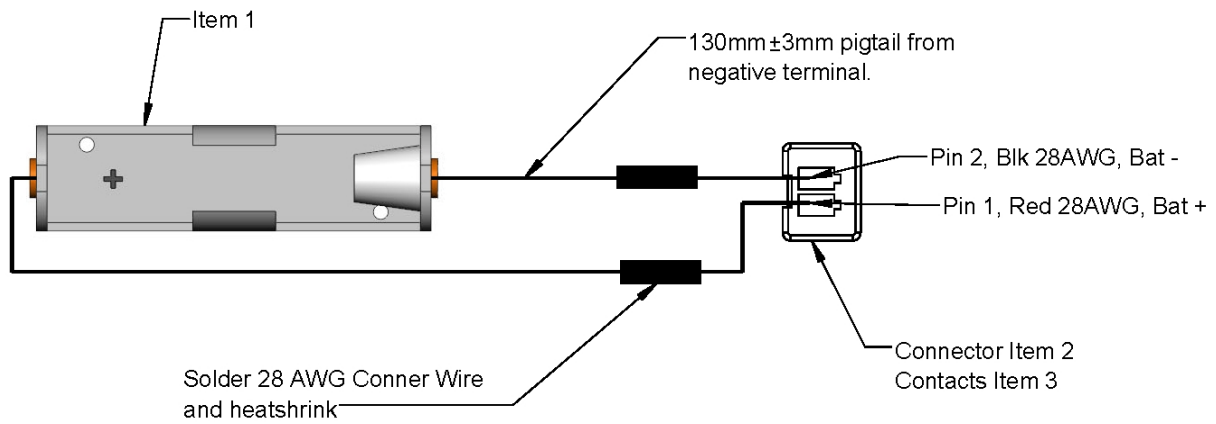 Item 1
130mm±3mm pigtail from
negative terminal.
Pin 2, Blk 28AWG, Bat -
Pin 1, Red 28AWG, Bat +
Connector Item 2
Contacts Item 3
Solder 28 AWG Conner Wire
and heatshrink